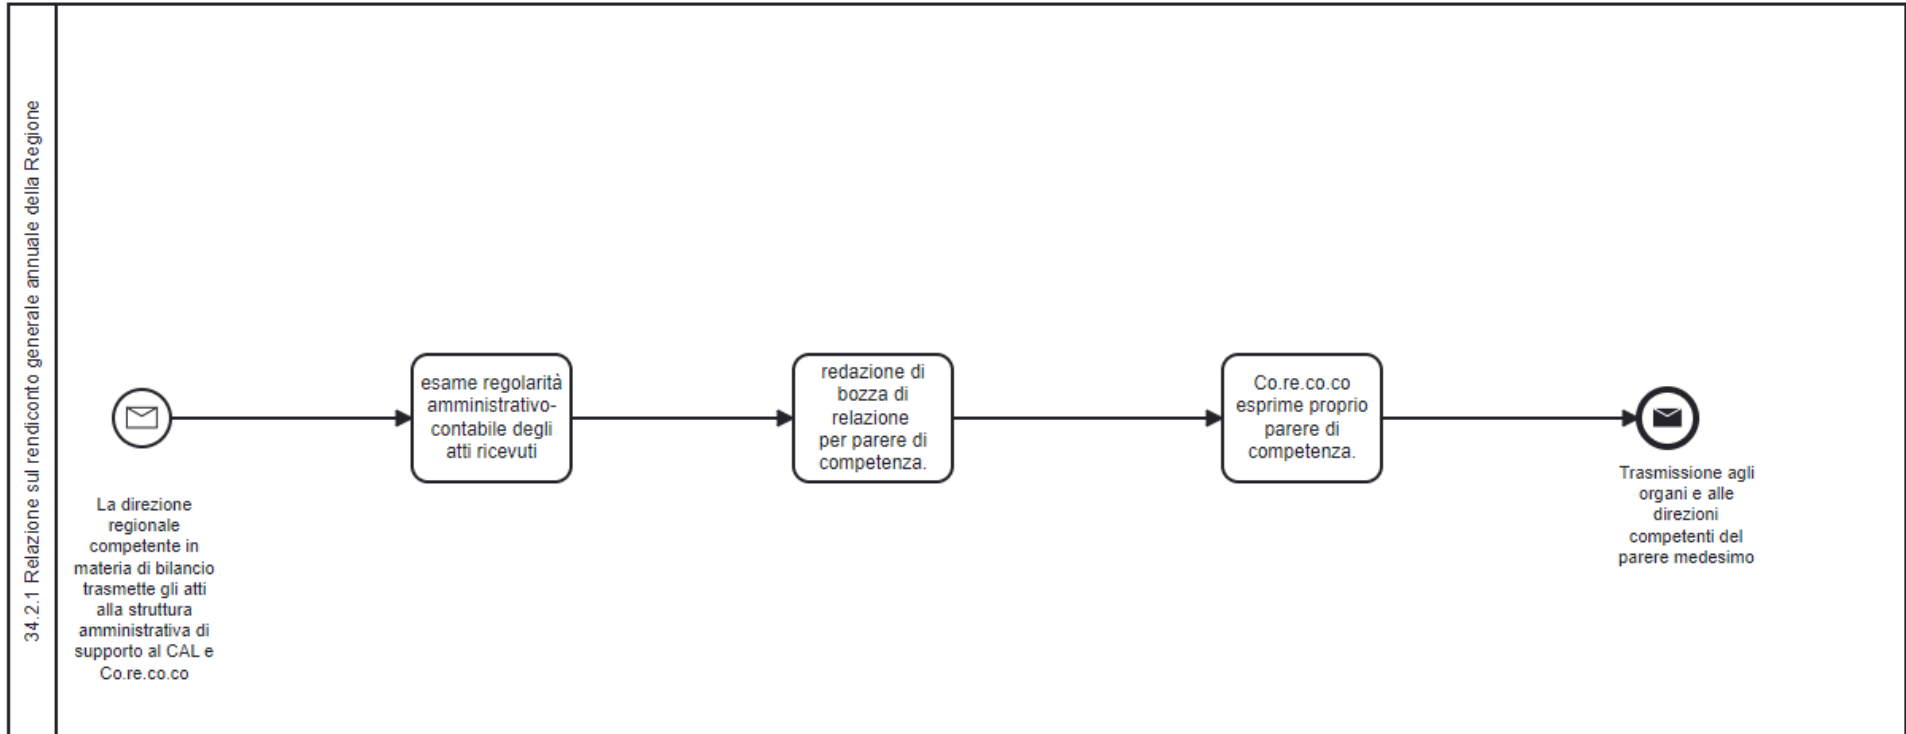 34.2.1 Relazione sul rendiconto generale annuale della Regione
La direzione
regionale
competente in
materia di bilancio
trasmette gli atti
alla struttura
amministrativa di
supporto al CAL e
Co.re.co.co
esame regolarità
amministrativo-
contabile degli
atti ricevuti
redazione di
bozza di
relazione
per parere di
competenza.
Co.re.co.co
esprime proprio
parere di
competenza.
Trasmissione agli
organi e alle
direzioni
competenti del
parere medesimo